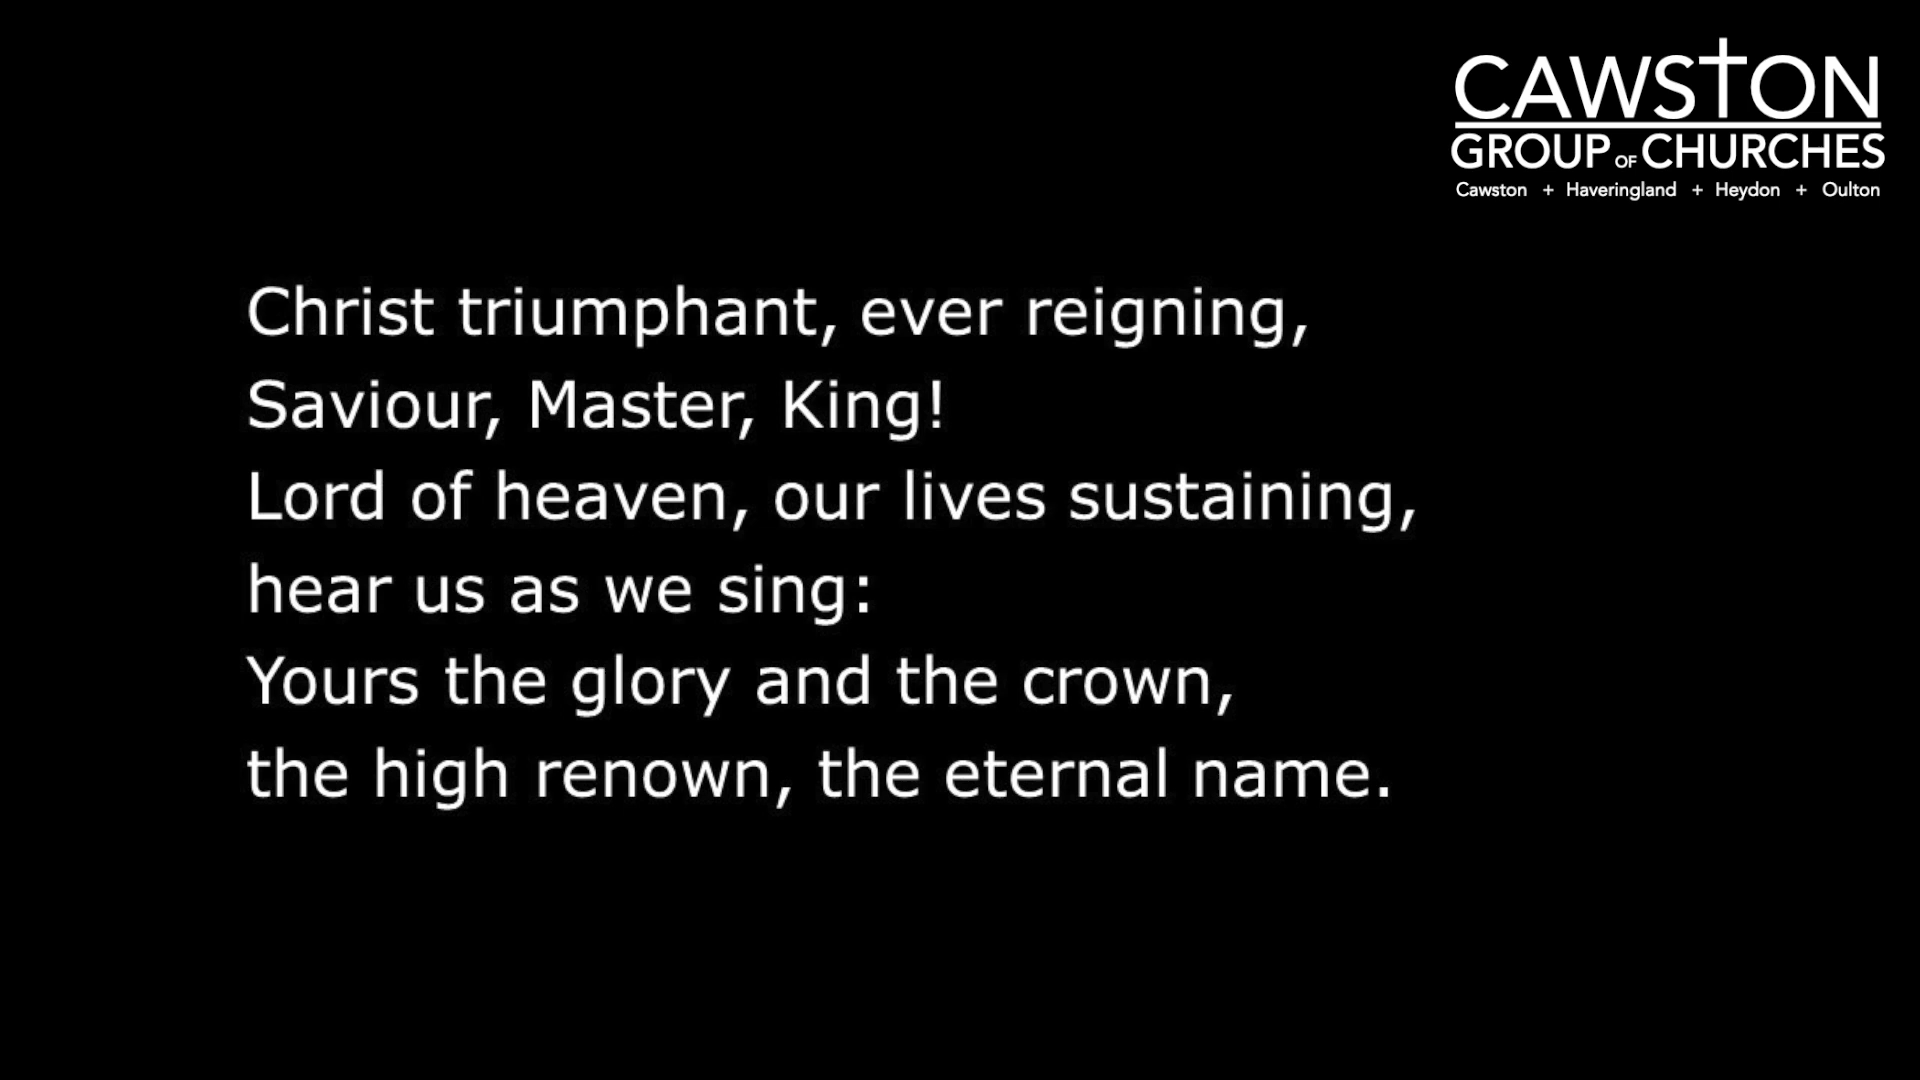 CAWSTON
GROUP OF CHURCHES
Cawston + Haveringland + Heydon + Oulton
Christ triumphant, ever reigning,
Saviour, Master, King!
Lord of heaven, our lives sustaining,
hear us as we sing:
Yours the glory and the crown,
the high renown, the eternal name.